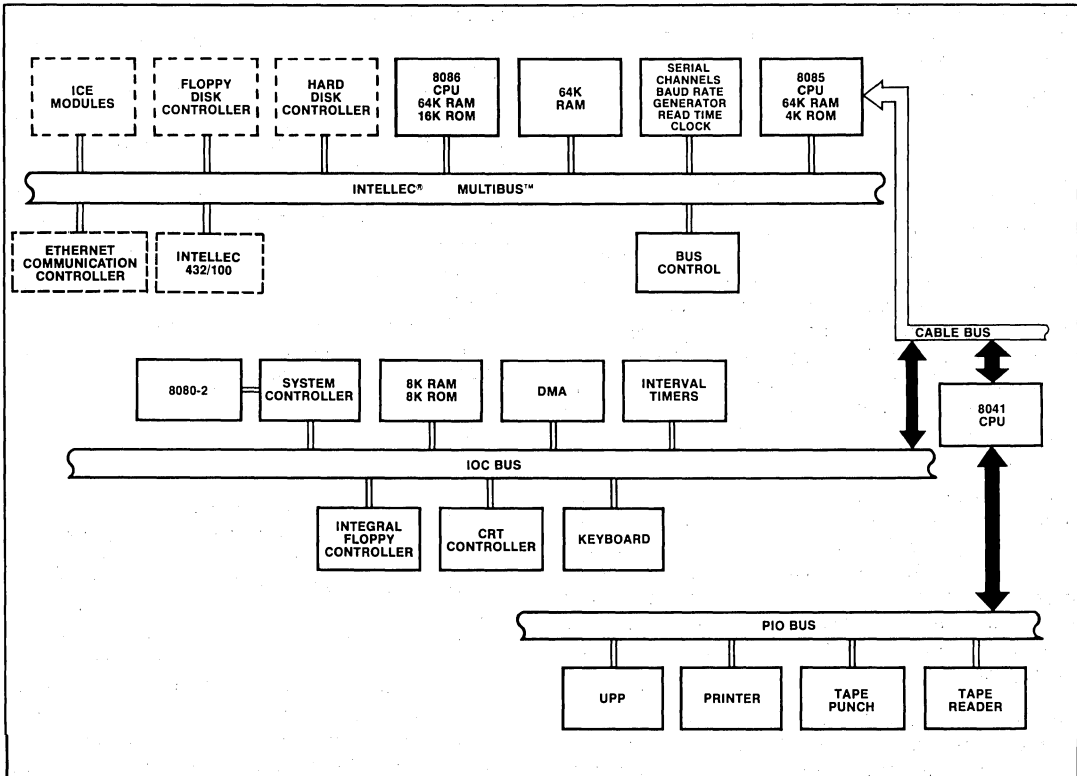 ICE
MODULES
FLOPPY
DISK
CONTROLLER
HARD
DISK
CONTROLLER
8086
CPU
64K RAM
16K ROM
64K
RAM
SERIAL
CHANNELS
BAUD RATE
GENERATOR
READ TIME
CLOCK
8085
CPU
64K RAM
4K ROM
INTELLEC® MULTIBUS™
ETHERNET
COMMUNICATION
CONTROLLER
INTELLEC
432/100
BUS
CONTROL
CABLE BUS
8080-2
SYSTEM
CONTROLLER
8K RAM
8K ROM
DMA
INTERVAL
TIMERS
8041
CPU
IOC BUS
INTEGRAL
FLOPPY
CONTROLLER
CRT
CONTROLLER
KEYBOARD
PIO BUS
UPP
PRINTER
TAPE
PUNCH
TAPE
READER